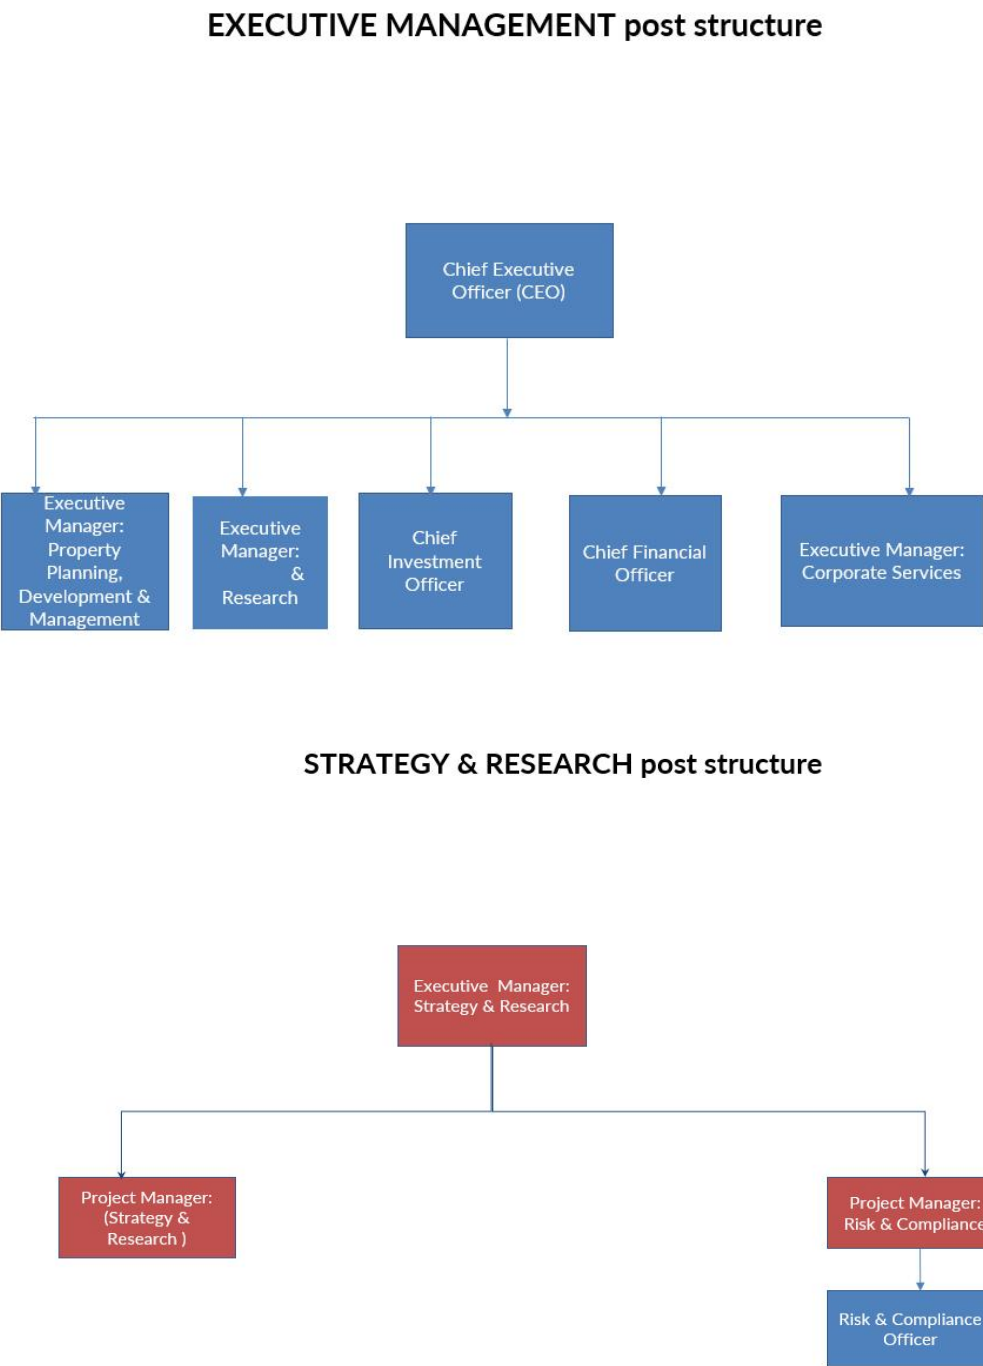 EXECUTIVE MANAGEMENT post structure
Chief Executive
Officer (CEO)
Executive
Manager:
Property
Planning,
Development &
Management
Executive
Manager:
&
Research
Chief
Investment
Officer
Chief Financial
Officer
Executive Manager:
Corporate Services
STRATEGY & RESEARCH post structure
Executive Manager:
Strategy & Research
Project Manager:
(Strategy &
Research )
Project Manager:
Risk & Compliance
Risk & Compliance
Officer